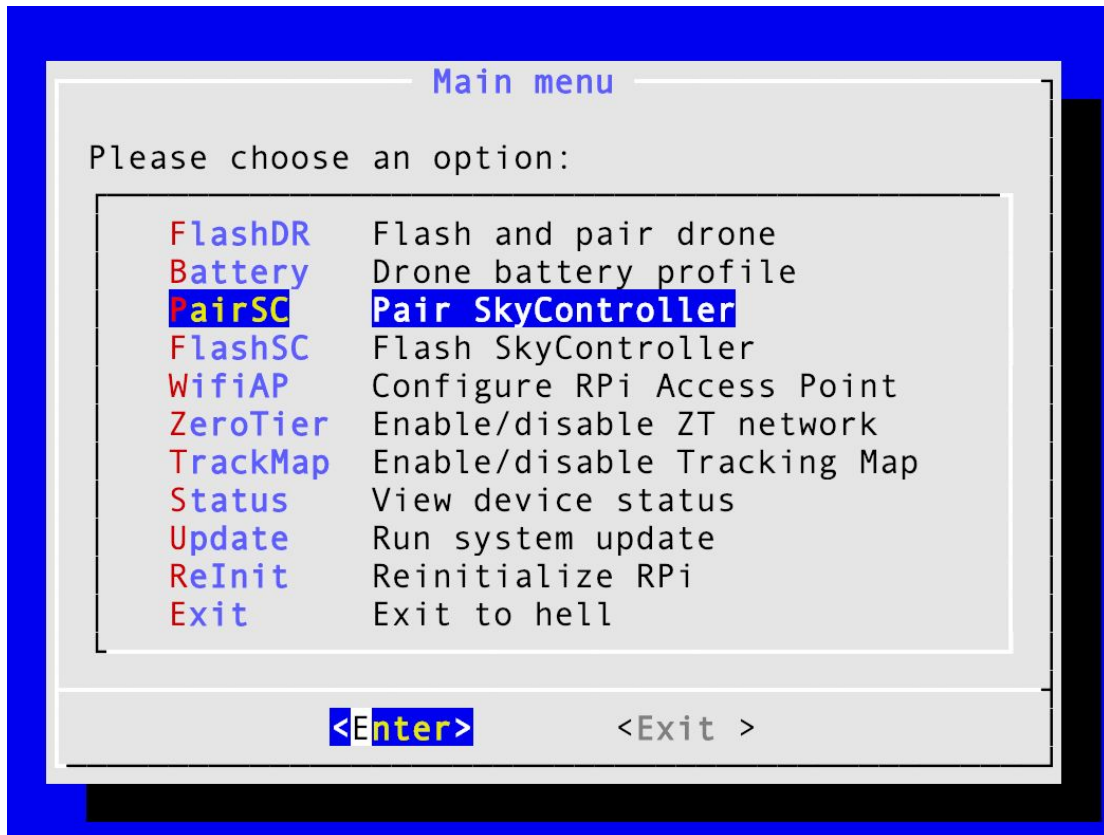 Main menu
Please choose an option:
FlashDR Flash and pair drone
Battery Drone battery profile
PairSC Pair SkyController
FlashSC Flash SkyController
WifiAP Configure RPi Access Point
ZeroTier Enable/disable ZT network
TrackMap Enable/disable Tracking Map
Status View device status
Update Run system update
ReInit Reinitialize RPi
Exit Exit to hell
<Enter> <Exit >